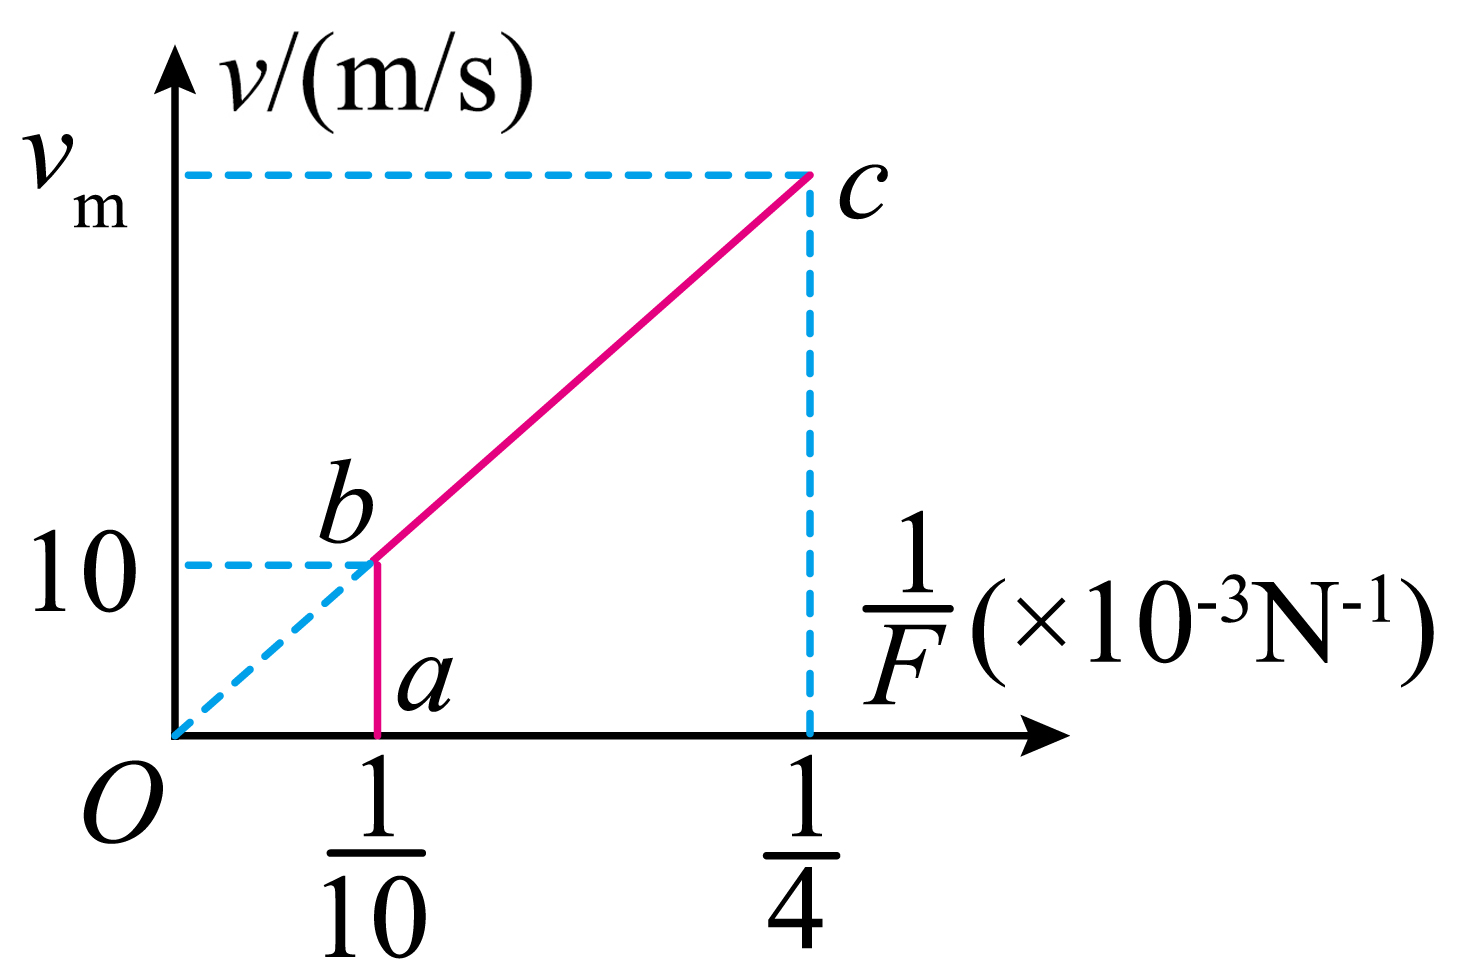 v/(m/s)
v_m
c
b
10
1/F (×10^-3 N^-1)
a
O
1/10
1/4